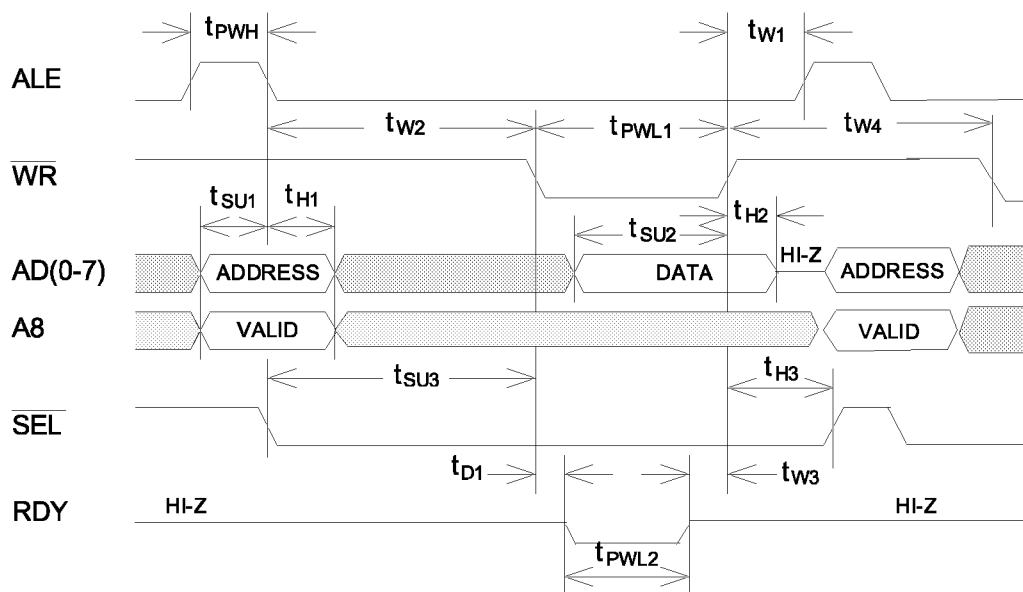 tPWH
tW1
ALE
tW2
tPWL1
tW4
WR
tSU1
tH1
tSU2
tH2
AD(0-7)
ADDRESS
DATA
HI-Z
ADDRESS
A8
VALID
VALID
tSU3
tH3
SEL
tD1
tW3
RDY
HI-Z
HI-Z
tPWL2